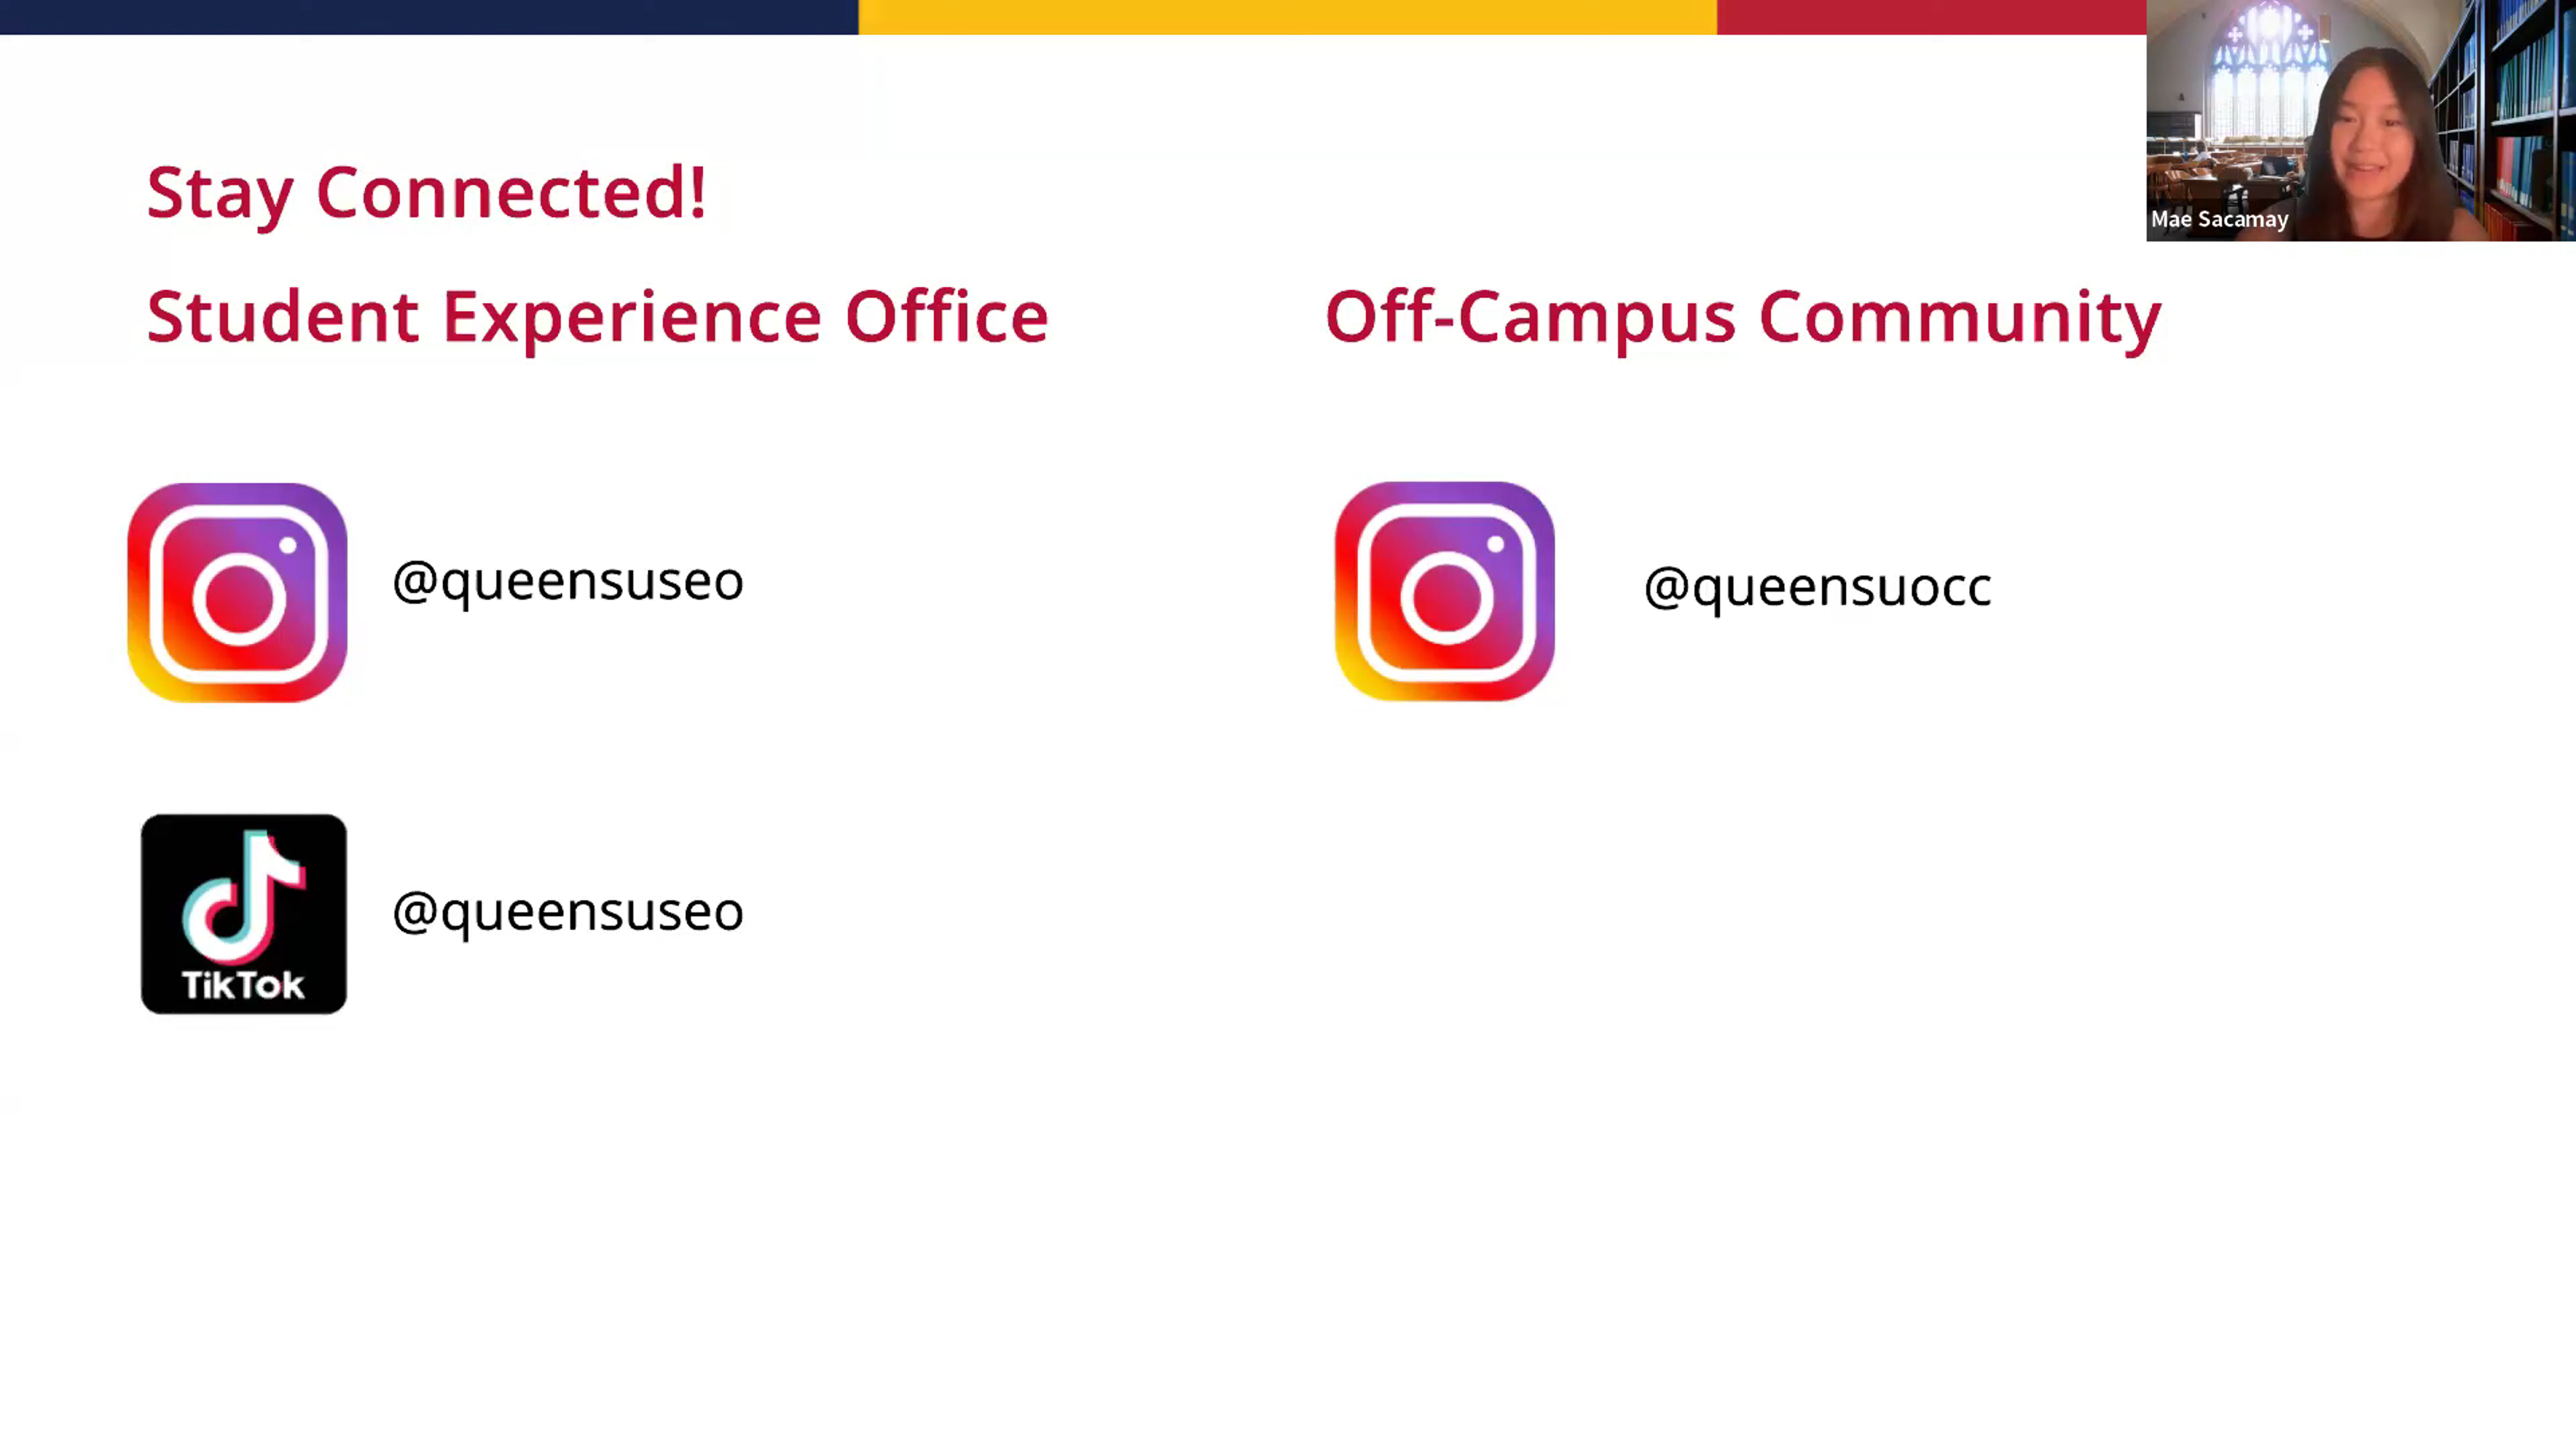 Stay Connected!
Mae Sacamay
Student Experience Office
Off-Campus Community
@queensuseo
@queensuocc
TikTok
@queensuseo